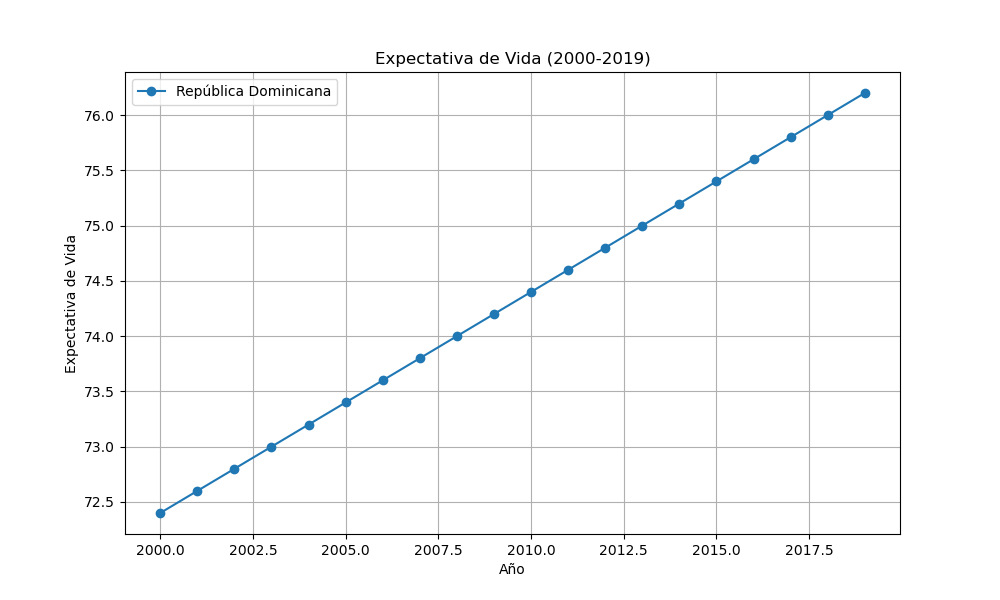 Expectativa de Vida (2000-2019)
República Dominicana
76.0
75.5
75.0
74.5
74.0
73.5
73.0
72.5
Expectativa de Vida
2000.0 2002.5 2005.0 2007.5 2010.0 2012.5 2015.0 2017.5
Año